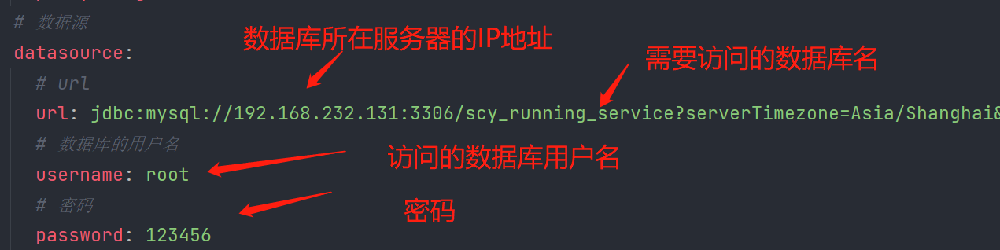 # 数据源
数据库所在服务器的IP地址
datasource:
需要访问的数据库名
# url
url: jdbc:mysql://192.168.232.131:3306/scy_running_service?serverTimezone=Asia/Shanghai&
# 数据库的用户名
访问的数据库用户名
username: root
# 密码
密码
password: 123456